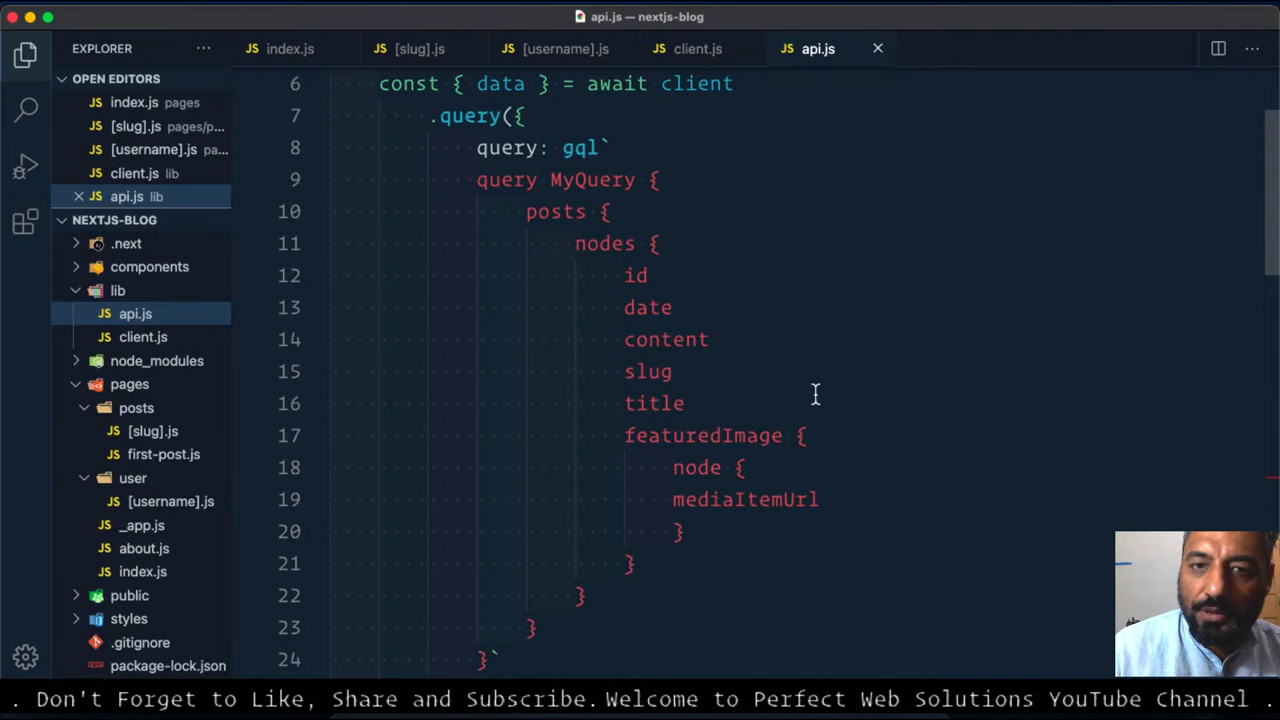 api.js — nextjs-blog
EXPLORER
index.js
[slug].js
[username].js
client.js
api.js
OPEN EDITORS
index.js pages
[slug].js pages/p...
[username].js pa...
client.js lib
api.js lib
NEXTJS-BLOG
.next
components
lib
api.js
client.js
node_modules
pages
posts
[slug].js
first-post.js
user
[username].js
_app.js
about.js
index.js
public
styles
.gitignore
package-lock.json
6 const { data } = await client
7 .query({
8 query: gql`
9 query MyQuery {
10 posts {
11 nodes {
12 id
13 date
14 content
15 slug
16 title
17 featuredImage {
18 node {
19 mediaItemUrl
20 }
21 }
22 }
23 }
24 }`
. Don't Forget to Like, Share and Subscribe. Welcome to Perfect Web Solutions YouTube Channel .